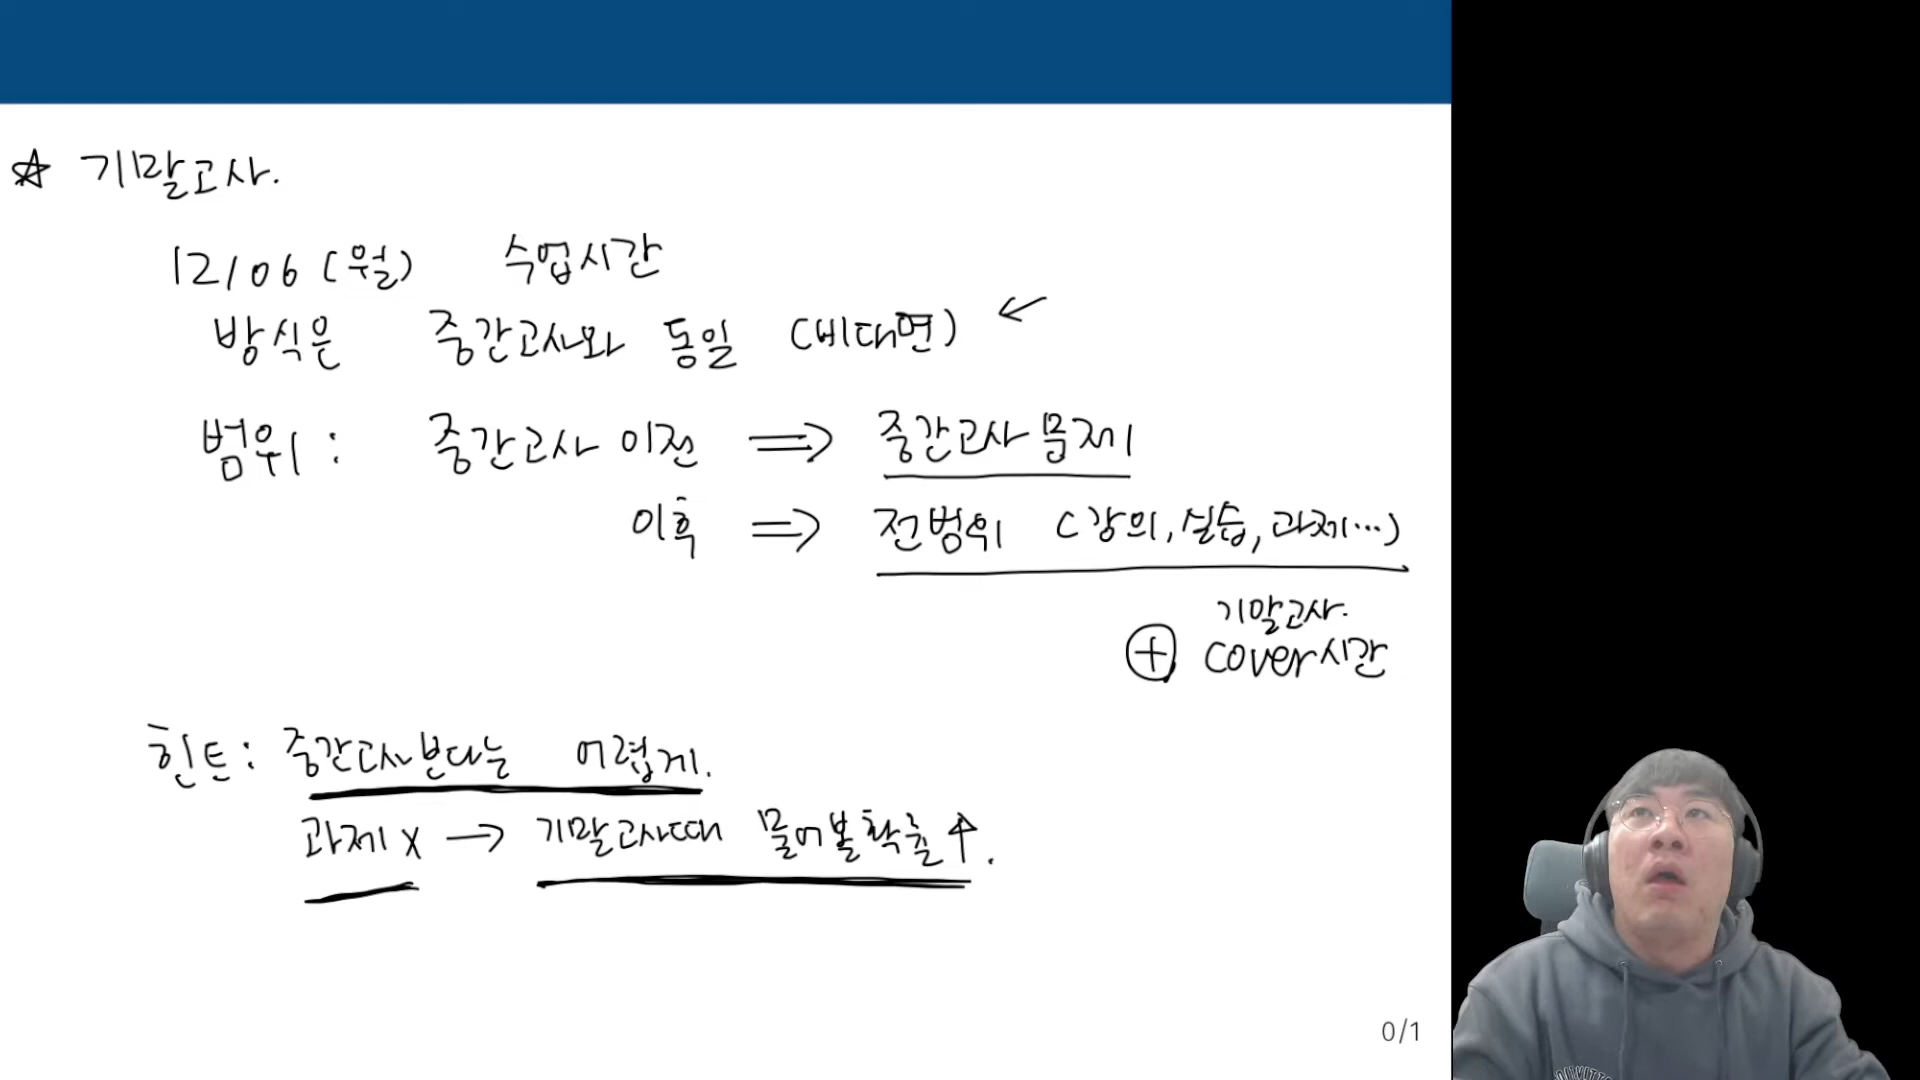 ☆ 기말고사.
12/06 (월) 수업시간
방식은 중간고사와 동일 (비대면) ←
범위 : 중간고사 이전 ⇒ 중간고사 문제
이후 ⇒ 전범위 (강의, 실습, 과제…)
기말고사.
⊕ cover시간
힌트 : 중간고사보다는 어렵게.
과제 x → 기말고사때 물어볼확률↑.
0/1